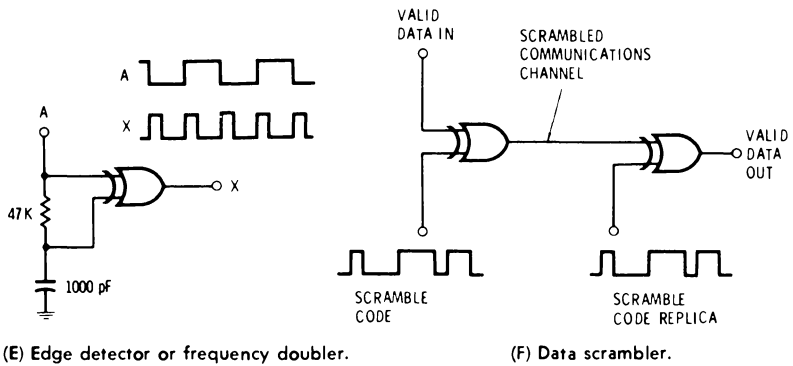 A
X
A
X
47K
1000 pF
(E) Edge detector or frequency doubler.
VALID
DATA IN
SCRAMBLED
COMMUNICATIONS
CHANNEL
VALID
DATA
OUT
SCRAMBLE
CODE
SCRAMBLE
CODE REPLICA
(F) Data scrambler.